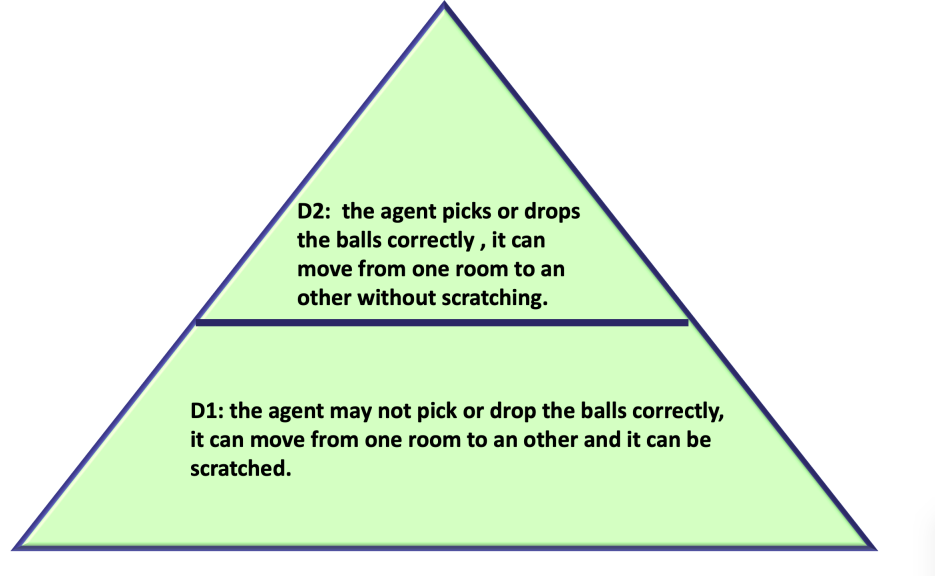 D2:  the agent picks or drops
the balls correctly , it can
move from one room to an
other without scratching.
D1: the agent may not pick or drop the balls correctly,
it can move from one room to an other and it can be
scratched.